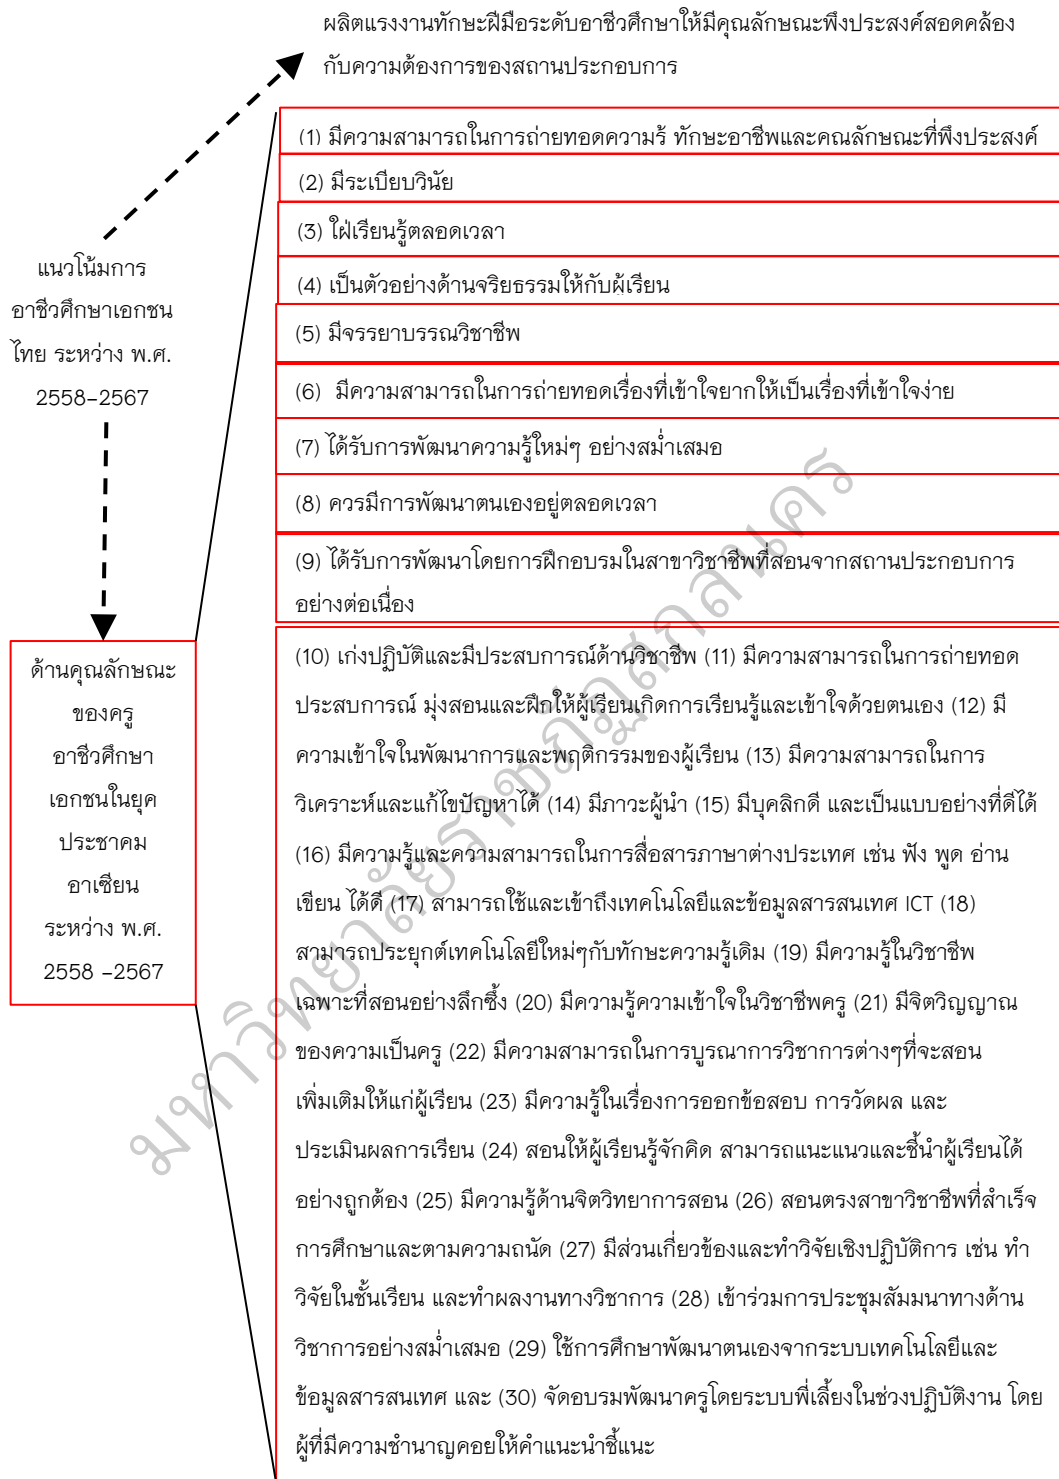 ผลิตแรงงานทักษะฝีมือระดับอาชีวศึกษาให้มีคุณลักษณะพึงประสงค์สอดคล้อง
กับความต้องการของสถานประกอบการ
แนวโน้มการ
อาชีวศึกษาเอกชน
ไทย ระหว่าง พ.ศ.
2558–2567
ด้านคุณลักษณะ
ของครู
อาชีวศึกษา
เอกชนในยุค
ประชาคม
อาเซียน
ระหว่าง พ.ศ.
2558 –2567
(1) มีความสามารถในการถ่ายทอดความรู้ ทักษะอาชีพและคุณลักษณะที่พึงประสงค์
(2) มีระเบียบวินัย
(3) ใฝ่เรียนรู้ตลอดเวลา
(4) เป็นตัวอย่างด้านจริยธรรมให้กับผู้เรียน
(5) มีจรรยาบรรณวิชาชีพ
(6) มีความสามารถในการถ่ายทอดเรื่องที่เข้าใจยากให้เป็นเรื่องที่เข้าใจง่าย
(7) ได้รับการพัฒนาความรู้ใหม่ๆ อย่างสม่ำเสมอ
(8) ควรมีการพัฒนาตนเองอยู่ตลอดเวลา
(9) ได้รับการพัฒนาโดยการฝึกอบรมในสาขาวิชาชีพที่สอนจากสถานประกอบการ
อย่างต่อเนื่อง
(10) เก่งปฏิบัติและมีประสบการณ์ด้านวิชาชีพ (11) มีความสามารถในการถ่ายทอด
ประสบการณ์ มุ่งสอนและฝึกให้ผู้เรียนเกิดการเรียนรู้และเข้าใจด้วยตนเอง (12) มี
ความเข้าใจในพัฒนาการและพฤติกรรมของผู้เรียน (13) มีความสามารถในการ
วิเคราะห์และแก้ไขปัญหาได้ (14) มีภาวะผู้นำ (15) มีบุคลิกดี และเป็นแบบอย่างที่ดีได้
(16) มีความรู้และความสามารถในการสื่อสารภาษาต่างประเทศ เช่น ฟัง พูด อ่าน
เขียน ได้ดี (17) สามารถใช้และเข้าถึงเทคโนโลยีและข้อมูลสารสนเทศ ICT (18)
สามารถประยุกต์เทคโนโลยีใหม่ๆกับทักษะความรู้เดิม (19) มีความรู้ในวิชาชีพ
เฉพาะที่สอนอย่างลึกซึ้ง (20) มีความรู้ความเข้าใจในวิชาชีพครู (21) มีจิตวิญญาณ
ของความเป็นครู (22) มีความสามารถในการบูรณาการวิชาการต่างๆที่จะสอน
เพิ่มเติมให้แก่ผู้เรียน (23) มีความรู้ในเรื่องการออกข้อสอบ การวัดผล และ
ประเมินผลการเรียน (24) สอนให้ผู้เรียนรู้จักคิด สามารถแนะแนวและชี้นำผู้เรียนได้
อย่างถูกต้อง (25) มีความรู้ด้านจิตวิทยาการสอน (26) สอนตรงสาขาวิชาชีพที่สำเร็จ
การศึกษาและตามความถนัด (27) มีส่วนเกี่ยวข้องและทำวิจัยเชิงปฏิบัติการ เช่น ทำ
วิจัยในชั้นเรียน และทำผลงานทางวิชาการ (28) เข้าร่วมการประชุมสัมมนาทางด้าน
วิชาการอย่างสม่ำเสมอ (29) ใช้การศึกษาพัฒนาตนเองจากระบบเทคโนโลยีและ
ข้อมูลสารสนเทศ และ (30) จัดอบรมพัฒนาครูโดยระบบพี่เลี้ยงในช่วงปฏิบัติงาน โดย
ผู้ที่มีความชำนาญคอยให้คำแนะนำชี้แนะ
มหาวิทยาลัยราชภัฏสกลนคร